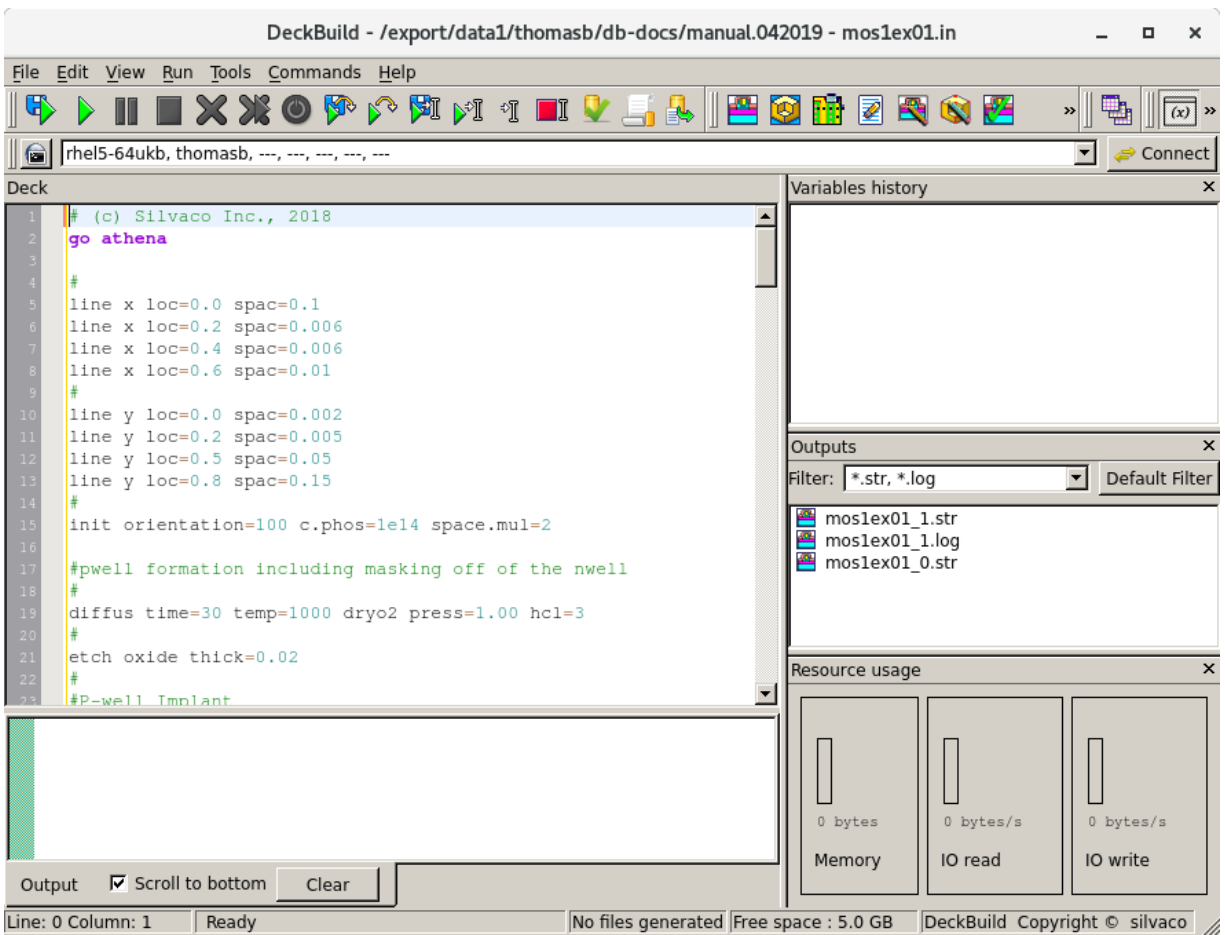 DeckBuild - /export/data1/thomasb/db-docs/manual.042019 - mos1ex01.in
File Edit View Run Tools Commands Help
(x)
rhel5-64ukb, thomasb, ---, ---, ---, ---
Connect
Deck
1 # (c) Silvaco Inc., 2018
2 go athena
3
4 #
5 line x loc=0.0 spac=0.1
6 line x loc=0.2 spac=0.006
7 line x loc=0.4 spac=0.006
8 line x loc=0.6 spac=0.01
9 #
10 line y loc=0.0 spac=0.002
11 line y loc=0.2 spac=0.005
12 line y loc=0.5 spac=0.05
13 line y loc=0.8 spac=0.15
14 #
15 init orientation=100 c.phos=1e14 space.mul=2
16
17 #pwell formation including masking off of the nwell
18 #
19 diffus time=30 temp=1000 dryo2 press=1.00 hcl=3
20 #
21 etch oxide thick=0.02
22 #
23 #P-well Implant
Output Scroll to bottom Clear
Variables history
Outputs
Filter: *.str, *.log Default Filter
mos1ex01_1.str
mos1ex01_1.log
mos1ex01_0.str
Resource usage
0 bytes 0 bytes/s 0 bytes/s
Memory IO read IO write
Line: 0 Column: 1 Ready No files generated Free space : 5.0 GB DeckBuild Copyright © silvaco